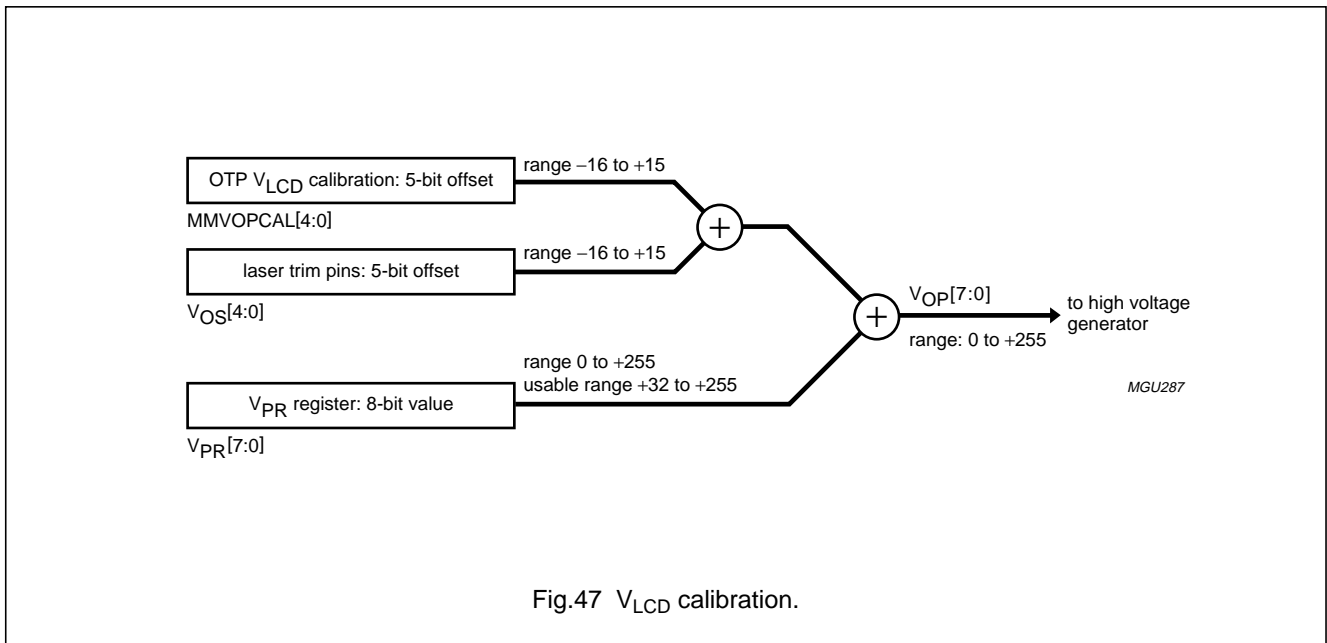 OTP VLCD calibration: 5-bit offset
range −16 to +15
MMVOPCAL[4:0]
laser trim pins: 5-bit offset
range −16 to +15
VOS[4:0]
+
+
VOP[7:0]
range: 0 to +255
to high voltage
generator
range 0 to +255
usable range +32 to +255
VPR register: 8-bit value
VPR[7:0]
MGU287
Fig.47 VLCD calibration.